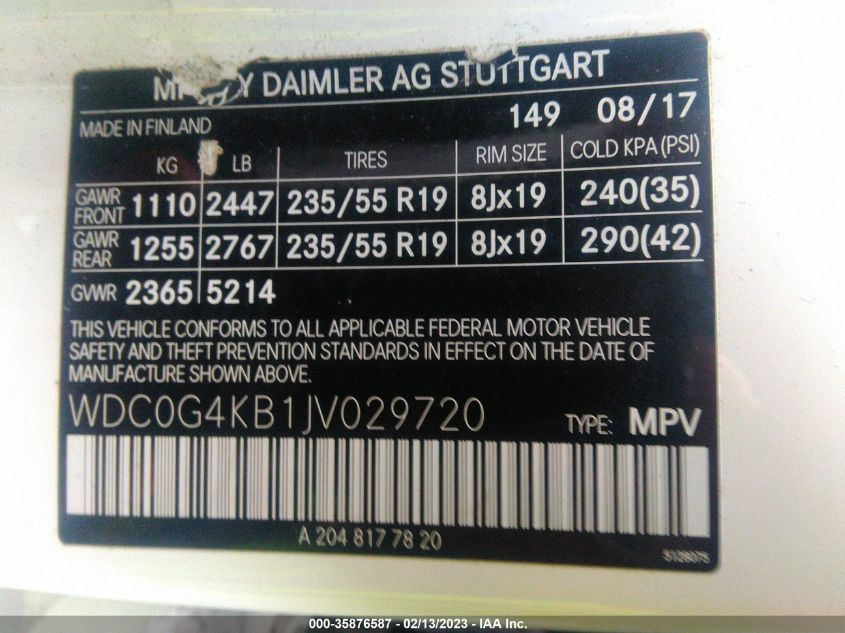 DAIMLER AG STUTTGART
MADE IN FINLAND 149 08/17
KG LB TIRES RIM SIZE COLD KPA (PSI)
GAWR FRONT 1110 2447 235/55 R19 8Jx19 240(35)
GAWR REAR 1255 2767 235/55 R19 8Jx19 290(42)
GVWR 2365 5214
THIS VEHICLE CONFORMS TO ALL APPLICABLE FEDERAL MOTOR VEHICLE
SAFETY AND THEFT PREVENTION STANDARDS IN EFFECT ON THE DATE OF
MANUFACTURE SHOWN ABOVE.
WDC0G4KB1JV029720 TYPE: MPV
A 204 817 78 20
S128075
000-35876587 - 02/13/2023 - IAA Inc.